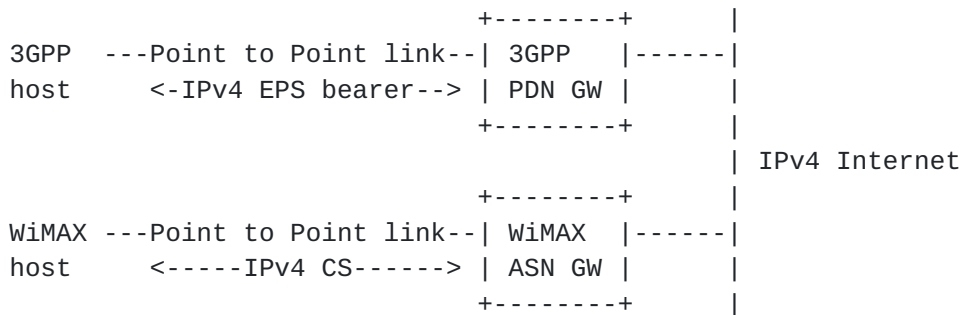 +--------+      |
3GPP  ---Point to Point link--| 3GPP   |------|
host     <-IPv4 EPS bearer--> | PDN GW |      |
                              +--------+      |
                                              | IPv4 Internet
                              +--------+      |
WiMAX ---Point to Point link--| WiMAX  |------|
host     <-----IPv4 CS------> | ASN GW |      |
                              +--------+      |